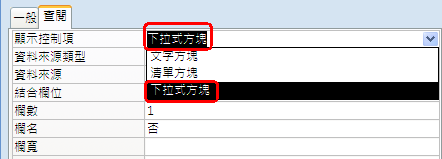 一般 查閱
顯示控制項 下拉式方塊
資料來源類型 文字方塊
資料來源 清單方塊
結合欄位 下拉式方塊
欄數 1
欄名 否
欄寬